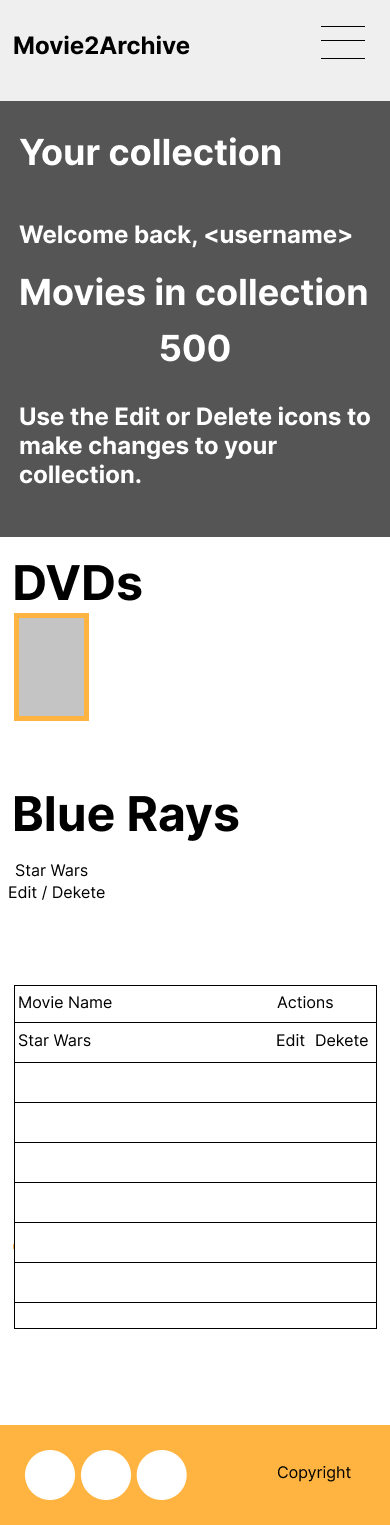 Movie2Archive
Your collection
Welcome back, <username>
Movies in collection
500
Use the Edit or Delete icons to
make changes to your
collection.
DVDs
Blue Rays
Star Wars
Edit / Dekete
Movie Name Actions
Star Wars Edit Dekete
Copyright